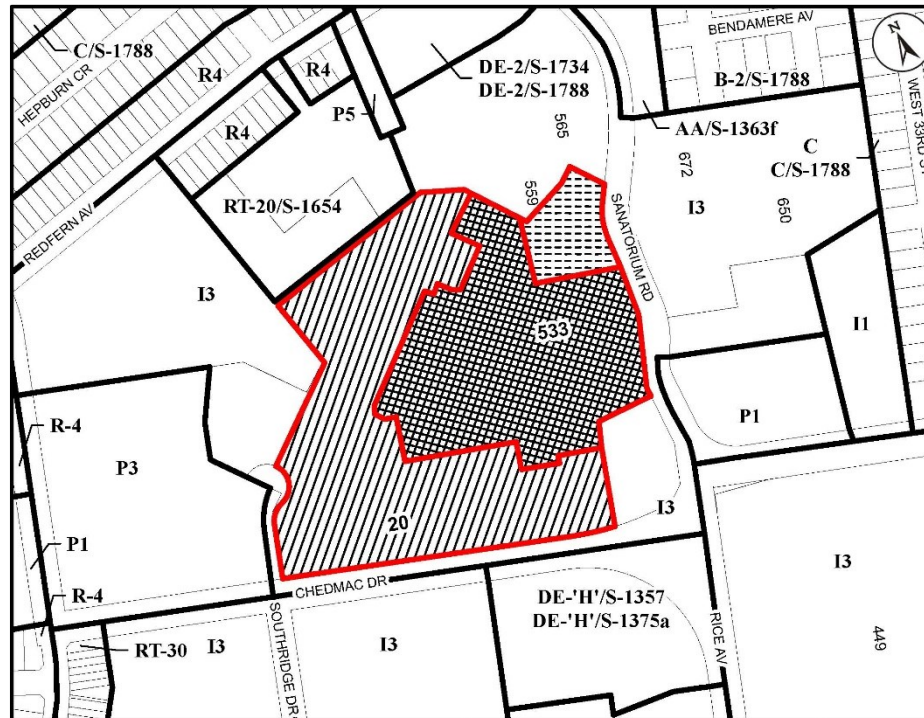 C/S-1788
HEPBURN CR
R4
R4
R4
P5
DE-2/S-1734
DE-2/S-1788
BENDAMERE AV
B-2/S-1788
N
AA/S-1363f
C
C/S-1788
565
559
672
650
I3
RT-20/S-1654
REDFERN AV
SANATORIUM RD
I3
533
I1
P1
R-4
P3
20
I3
P1
R-4
CHEDMAC DR
SOUTHRIDGE DR
RT-30
I3
I3
DE-'H'/S-1357
DE-'H'/S-1375a
RICE AV
I3
449